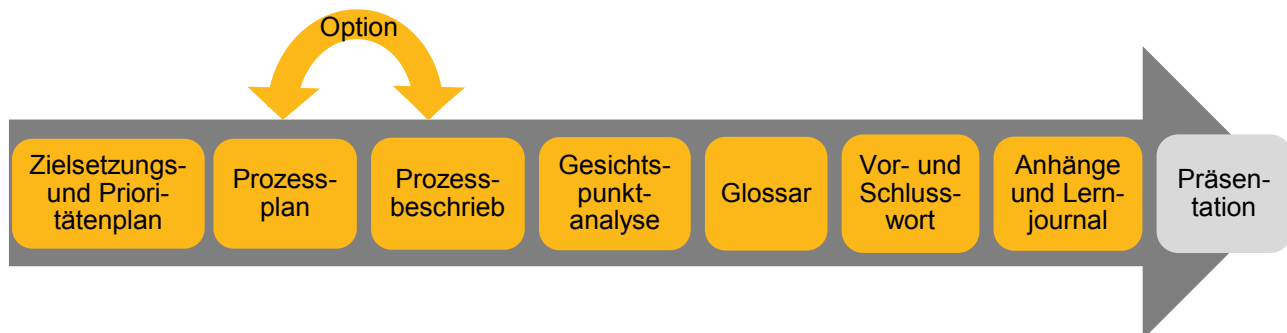 Option
Zielsetzungs-
und Priori-
tätenplan
Prozess-
plan
Prozess-
beschrieb
Gesichts-
punkt-
analyse
Glossar
Vor- und
Schluss-
wort
Anhänge
und Lern-
journal
Präsen-
tation